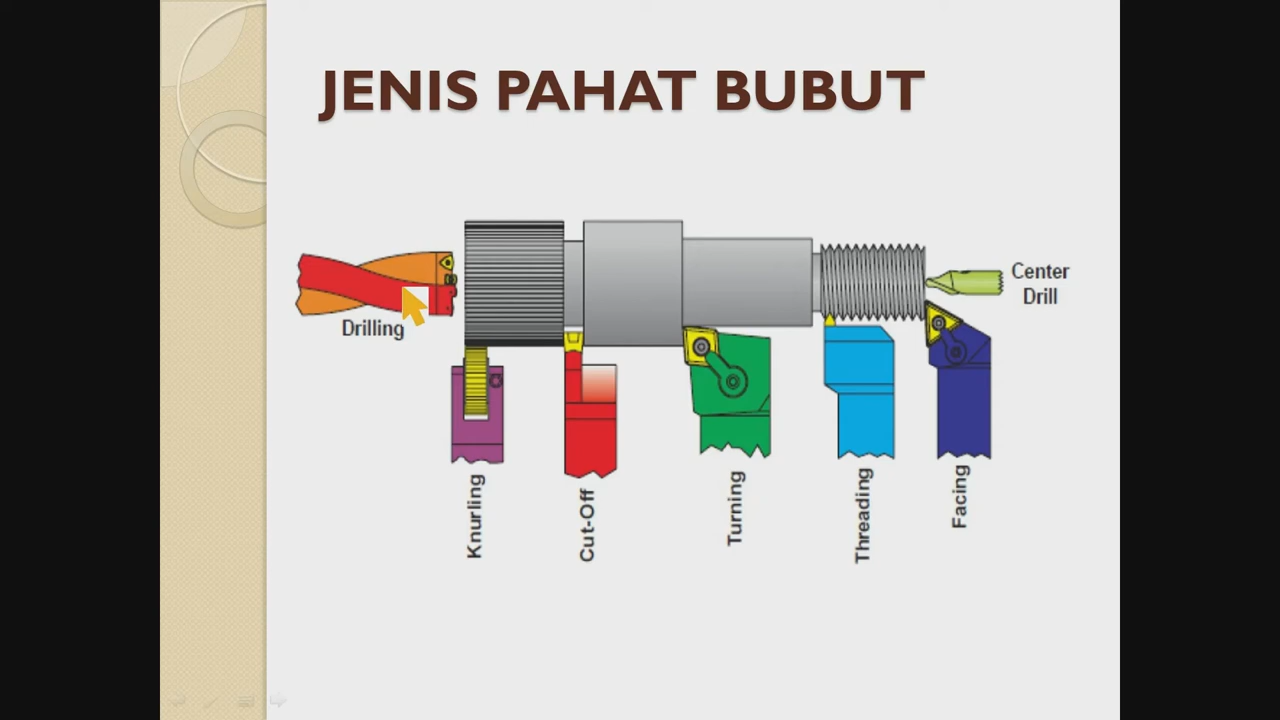 JENIS PAHAT BUBUT
Drilling
Center
Drill
Knurling
Cut-Off
Turning
Threading
Facing